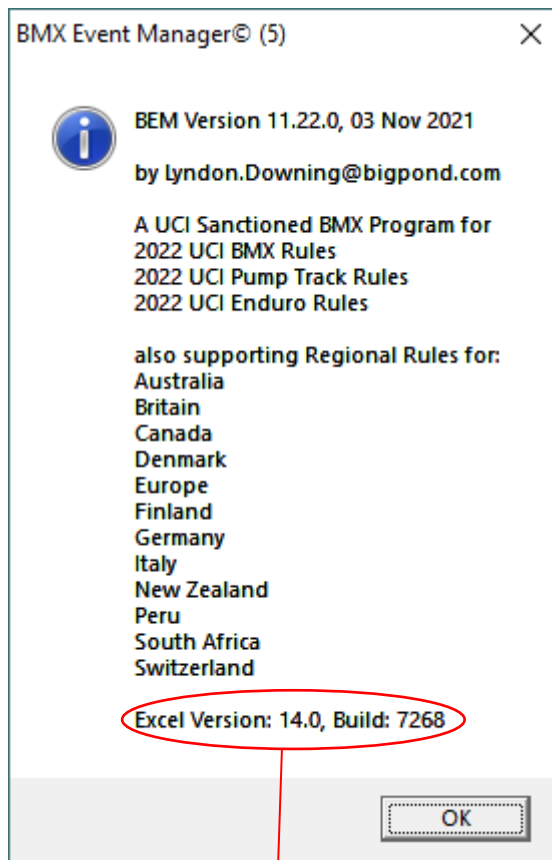 BMX Event Manager© (5)
BEM Version 11.22.0, 03 Nov 2021
by Lyndon.Downing@bigpond.com
A UCI Sanctioned BMX Program for
2022 UCI BMX Rules
2022 UCI Pump Track Rules
2022 UCI Enduro Rules
also supporting Regional Rules for:
Australia
Britain
Canada
Denmark
Europe
Finland
Germany
Italy
New Zealand
Peru
South Africa
Switzerland
Excel Version: 14.0, Build: 7268
OK